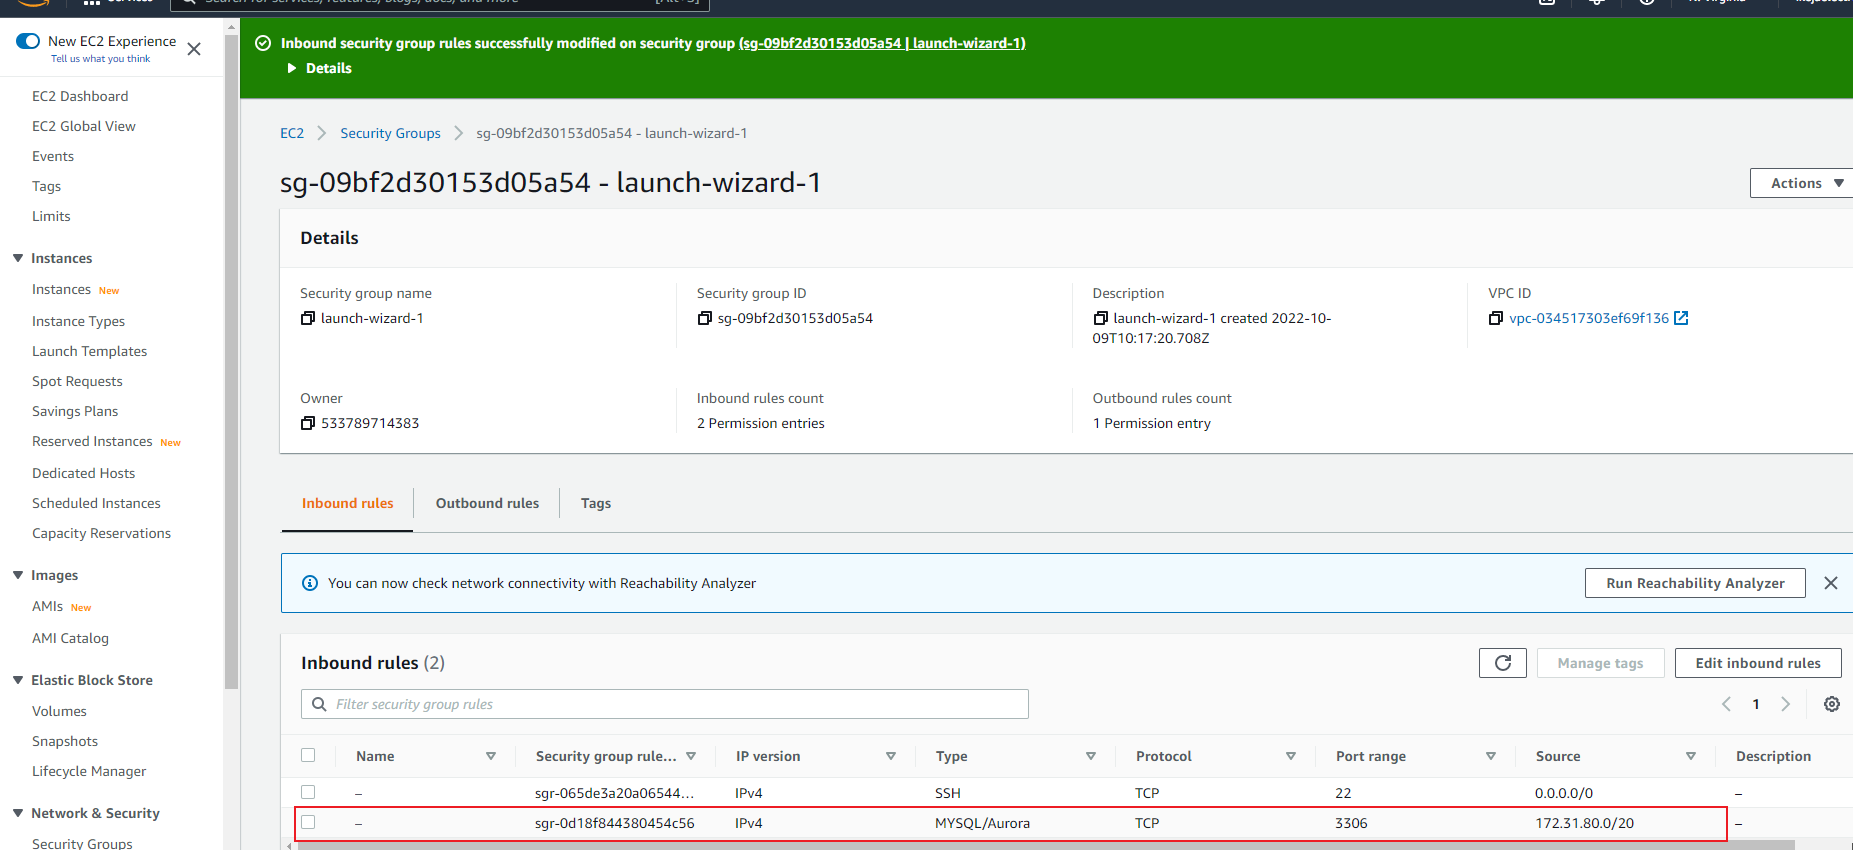 New EC2 Experience
Tell us what you think
EC2 Dashboard
EC2 Global View
Events
Tags
Limits
Instances
Instances New
Instance Types
Launch Templates
Spot Requests
Savings Plans
Reserved Instances New
Dedicated Hosts
Scheduled Instances
Capacity Reservations
Images
AMIs New
AMI Catalog
Elastic Block Store
Volumes
Snapshots
Lifecycle Manager
Network & Security
Security Groups
Inbound security group rules successfully modified on security group (sg-09bf2d30153d05a54 | launch-wizard-1)
Details
EC2 > Security Groups > sg-09bf2d30153d05a54 - launch-wizard-1
sg-09bf2d30153d05a54 - launch-wizard-1
Actions
Details
Security group name
launch-wizard-1
Security group ID
sg-09bf2d30153d05a54
Description
launch-wizard-1 created 2022-10-
09T10:17:20.708Z
VPC ID
vpc-034517303ef69f136
Owner
533789714383
Inbound rules count
2 Permission entries
Outbound rules count
1 Permission entry
Inbound rules Outbound rules Tags
You can now check network connectivity with Reachability Analyzer
Run Reachability Analyzer
Inbound rules (2)
Manage tags
Edit inbound rules
Filter security group rules
1
Name Security group rule... IP version Type Protocol Port range Source Description
– sgr-065de3a20a06544... IPv4 SSH TCP 22 0.0.0.0/0 –
– sgr-0d18f844380454c56 IPv4 MYSQL/Aurora TCP 3306 172.31.80.0/20 –